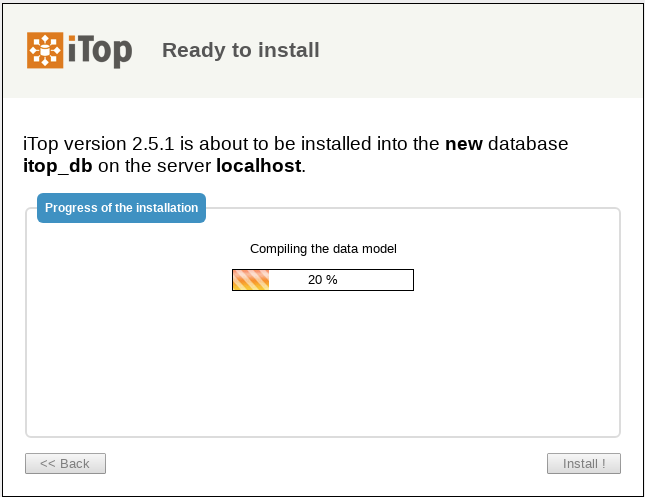 iTop
Ready to install
iTop version 2.5.1 is about to be installed into the new database
itop_db on the server localhost.
Progress of the installation
Compiling the data model
20 %
<< Back
Install !